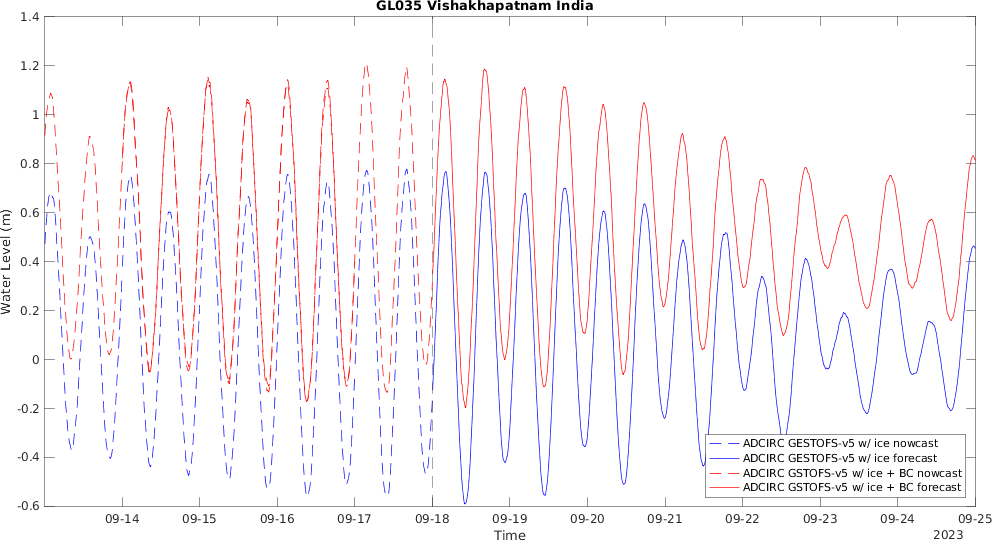 GL035 Vishakhapatnam India
1.4
1.2
1
0.8
0.6
0.4
0.2
0
-0.2
-0.4
-0.6
Water Level (m)
ADCIRC GESTOFS-v5 w/ ice nowcast
ADCIRC GESTOFS-v5 w/ ice forecast
ADCIRC GSTOFS-v5 w/ ice + BC nowcast
ADCIRC GSTOFS-v5 w/ ice + BC forecast
09-14 09-15 09-16 09-17 09-18 09-19 09-20 09-21 09-22 09-23 09-24 09-25
Time
2023